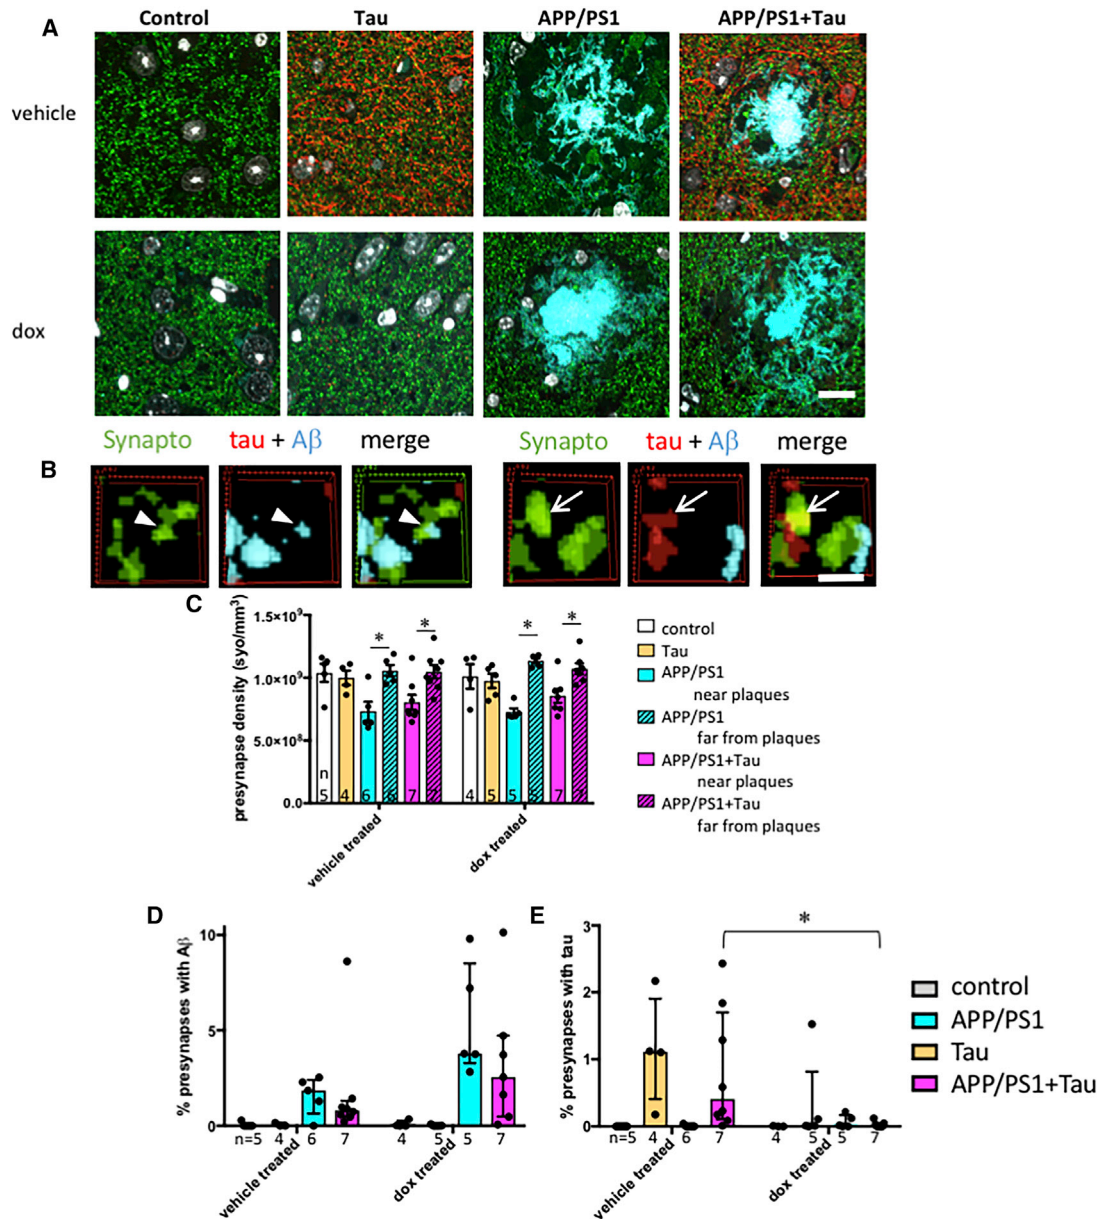 A
Control Tau APP/PS1 APP/PS1+Tau
vehicle
dox
Synapto tau + Aβ merge Synapto tau + Aβ merge
B
C
presynapse density (syo/mm³)
1.5×10⁹
1.0×10⁹
5.0×10⁸
0.0
* * * *
n
5 4 6 6 7 4 5 5 7
vehicle treated
dox treated
control
Tau
APP/PS1
near plaques
APP/PS1
far from plaques
APP/PS1+Tau
near plaques
APP/PS1+Tau
far from plaques
D
% presynapses with Aβ
10
5
0
n=5 4 6 7 4 5 5 7
vehicle treated
dox treated
E
% presynapses with tau
3
2
1
0
*
n=5 4 6 7 4 5 5 7
vehicle treated
dox treated
control
APP/PS1
Tau
APP/PS1+Tau